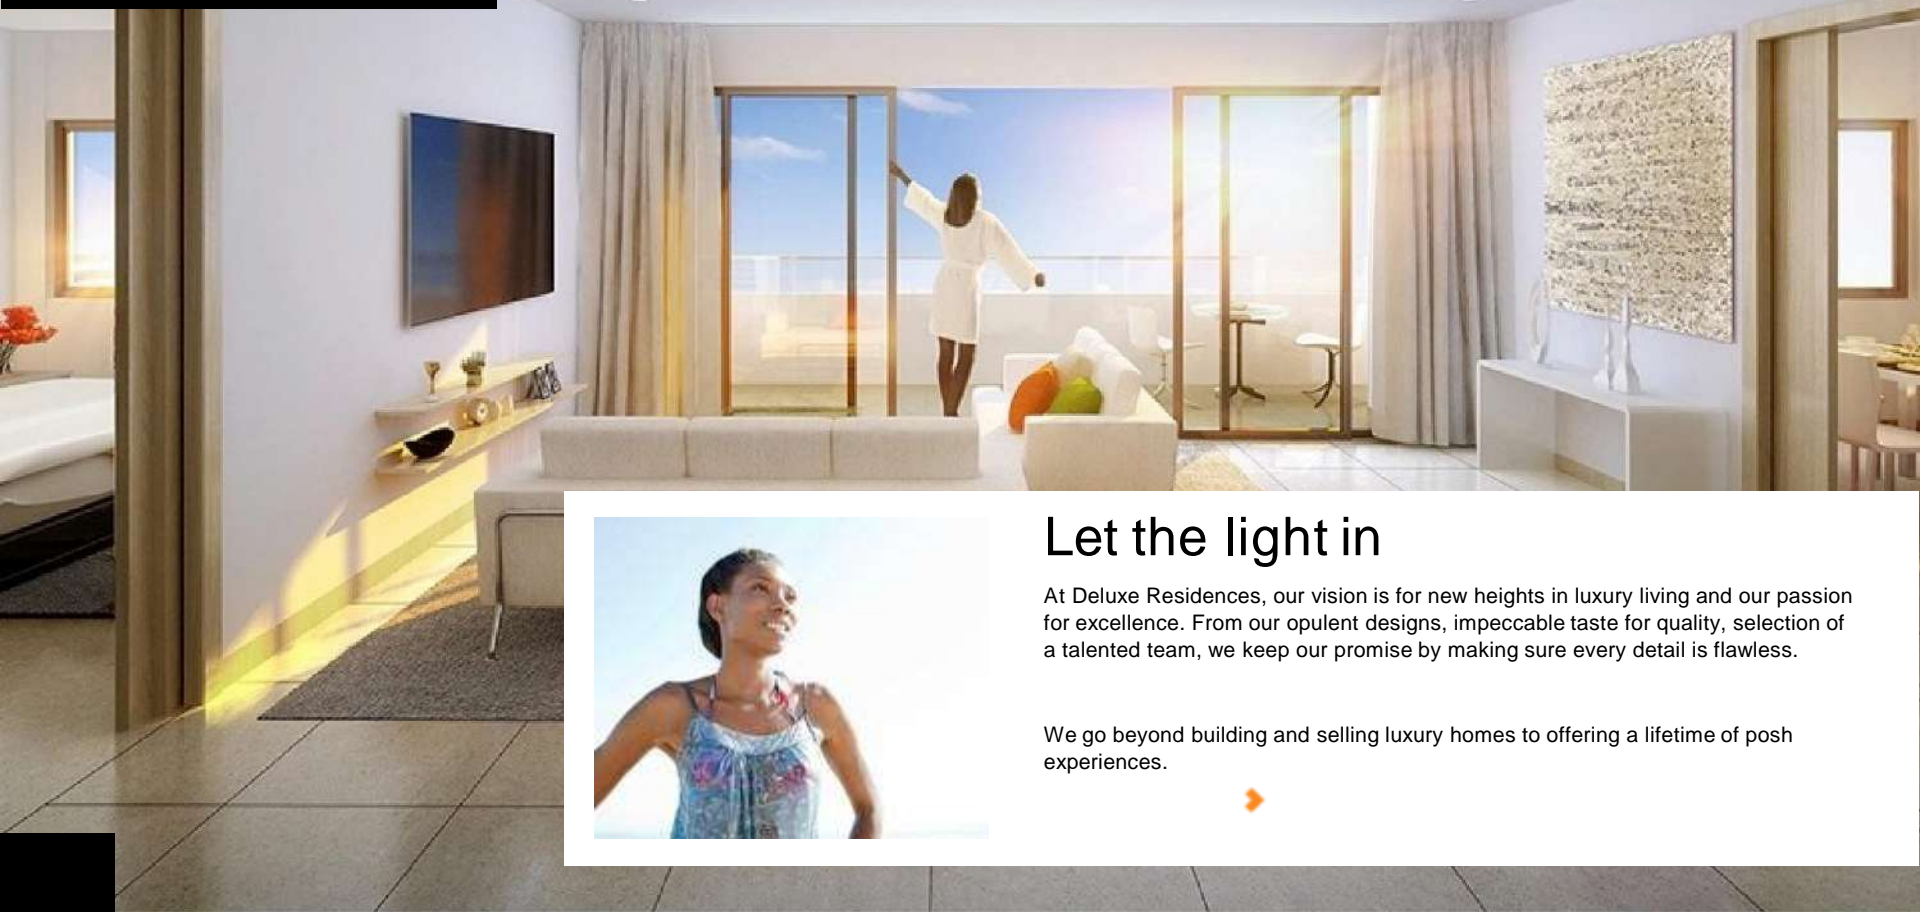 Let the light in
At Deluxe Residences, our vision is for new heights in luxury living and our passion
for excellence. From our opulent designs, impeccable taste for quality, selection of
a talented team, we keep our promise by making sure every detail is flawless.
We go beyond building and selling luxury homes to offering a lifetime of posh
experiences.